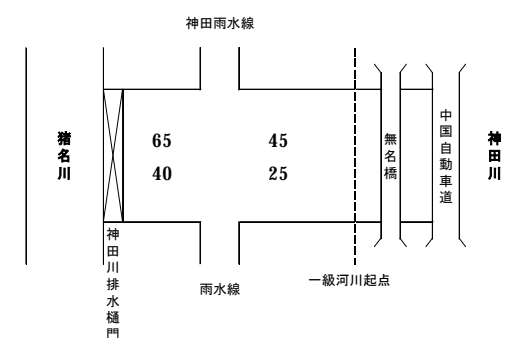 神田雨水線
猪名川
65
45
40
25
無名橋
中国自動車道
神田川
神田川排水樋門
雨水線
一級河川起点